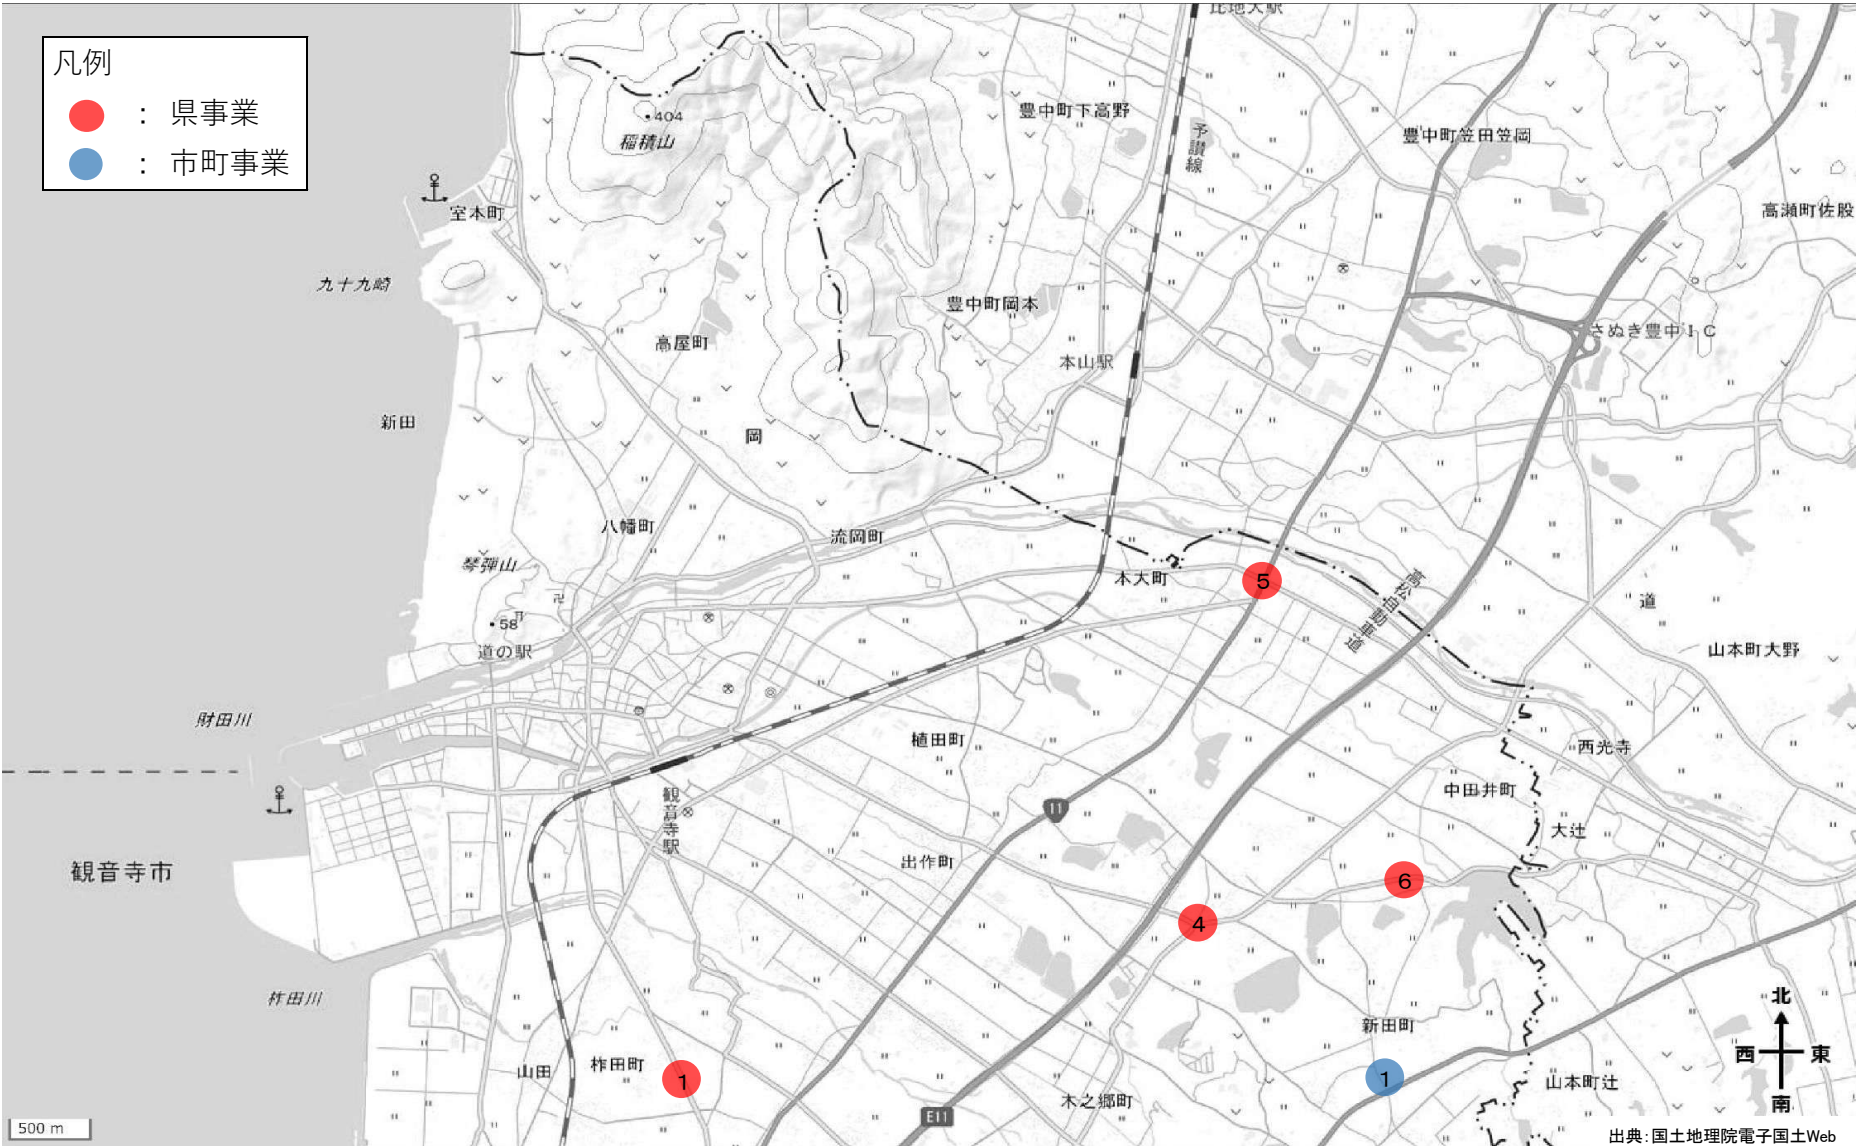 凡例
： 県事業
： 市町事業
比地大駅
404
稲積山
豊中町下高野
予讃線
豊中町笠田笠岡
高瀬町佐股
室本町
九十九崎
豊中町岡本
高屋町
本山駅
さぬき豊中IC
新田
岡
八幡町
流岡町
琴弾山
本大町
5
高松自動車道
道
58
道の駅
山本町大野
財田川
植田町
西光寺
中田井町
観音寺駅
11
大辻
観音寺市
出作町
6
4
柞田川
新田町
北
西
東
南
山田
柞田町
1
1
山本町辻
木之郷町
E11
500 m
出典：国土地理院電子国土Web